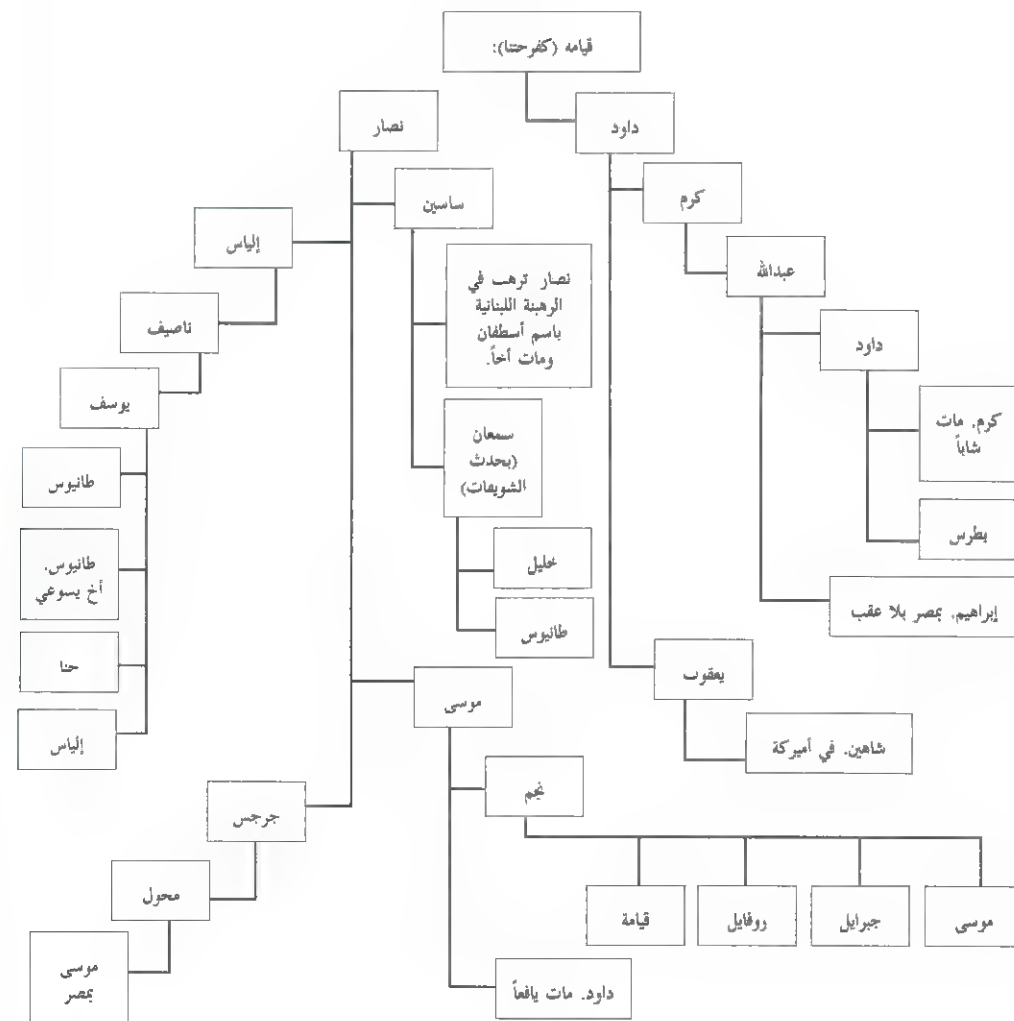 قيامه (كفرحتنا):
داود
كرم
عبدالله
داود
كرم. مات
شاباً
بطرس
إبراهيم. بمصر بلا عقب
يعقوب
شاهين. في أميركة
نصار
ساسين
نصار ترهب في
الرهبنة اللبنانية
باسم أسطفان
ومات أخاً.
سمعان
(بحدث
الشويفات)
خليل
طانيوس
إلياس
ناصيف
يوسف
طانيوس
طانيوس.
أخ يسوعي
حنا
إلياس
موسى
نجم
موسى
جبرايل
روفايل
قيامة
داود. مات يافعاً
جرجس
محول
موسى
بمصر